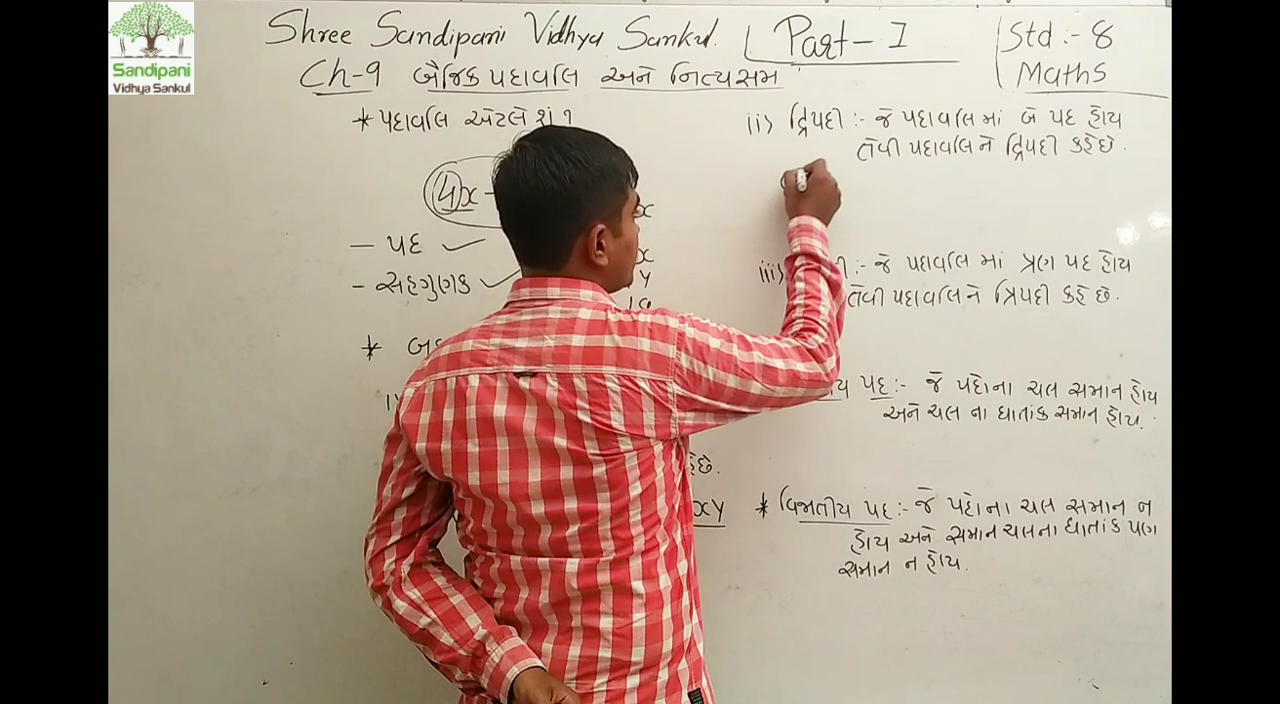 Sandipani
Vidhya Sankul
Shree Sandipani Vidhya Sankul.
Part-I
Std:- 8
Maths
Ch-9 બૈજિક પદાવલિ અને નિત્યસમ
* પદાવલિ એટલે શું?
4x
x
- પદ ✓
- સહગુણક ✓
x
y
*
કહેછે.
xy
ii) દ્વિપદી :- જે પદાવલિ માં બે પદ હોય
તેવી પદાવલિ ને દ્વિપદી કહે છે.
iii) :- જે પદાવલિ માં ત્રણ પદ હોય
તેવી પદાવલિ ને ત્રિપદી કહે છે.
પદ :- જે પદોના ચલ સમાન હોય
અને ચલ ના ઘાતાંક સમાન હોય.
* વિજાતીય પદ :- જે પદોના ચલ સમાન ન
હોય અને સમાન ચલના ઘાતાંક પણ
સમાન ન હોય.